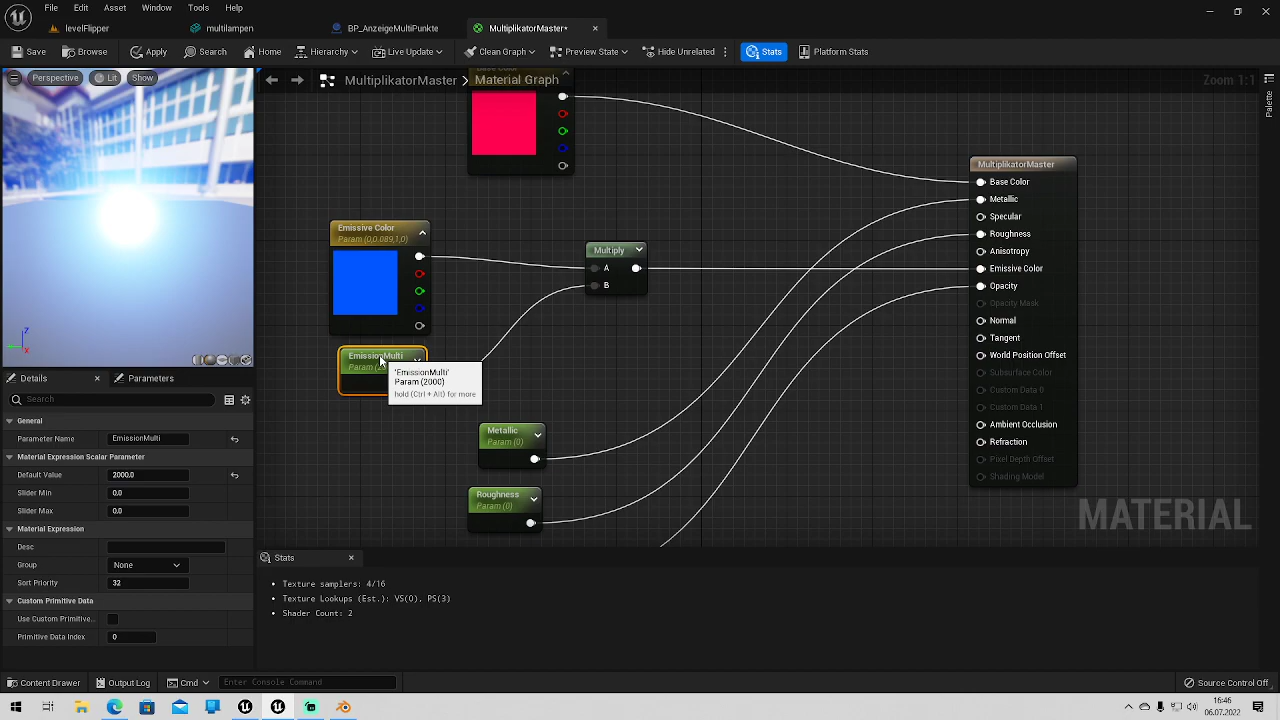 File Edit Asset Window Tools Help
levelFlipper multilampen BP_AnzeigeMultiPunkte MultiplikatorMaster*
Save Browse Apply Search Home Hierarchy Live Update Clean Graph Preview State Hide Unrelated Stats Platform Stats
Perspective Lit Show
MultiplikatorMaster > Material Graph
Zoom 1:1
Palette
Base Color
MultiplikatorMaster
Base Color
Metallic
Specular
Roughness
Anisotropy
Emissive Color
Opacity
Opacity Mask
Normal
Tangent
World Position Offset
Subsurface Color
Custom Data 0
Custom Data 1
Ambient Occlusion
Refraction
Pixel Depth Offset
Shading Model
Emissive Color
Param (0,0.089,1,0)
Multiply
A
B
EmissionMulti
'EmissionMulti'
Param (2000)
hold (Ctrl + Alt) for more
Metallic
Param (0)
Roughness
Param (0)
MATERIAL
Z
X
Details Parameters
Search
General
Parameter Name EmissionMulti
Material Expression Scalar Parameter
Default Value 2000.0
Slider Min 0.0
Slider Max 0.0
Material Expression
Desc
Group None
Sort Priority 32
Custom Primitive Data
Use Custom Primitive..
Primitive Data Index 0
Stats
• Texture samplers: 4/16
• Texture Lookups (Est.): VS(0), PS(3)
• Shader Count: 2
Content Drawer Output Log Cmd Enter Console Command Source Control Off
16:46
06.07.2022